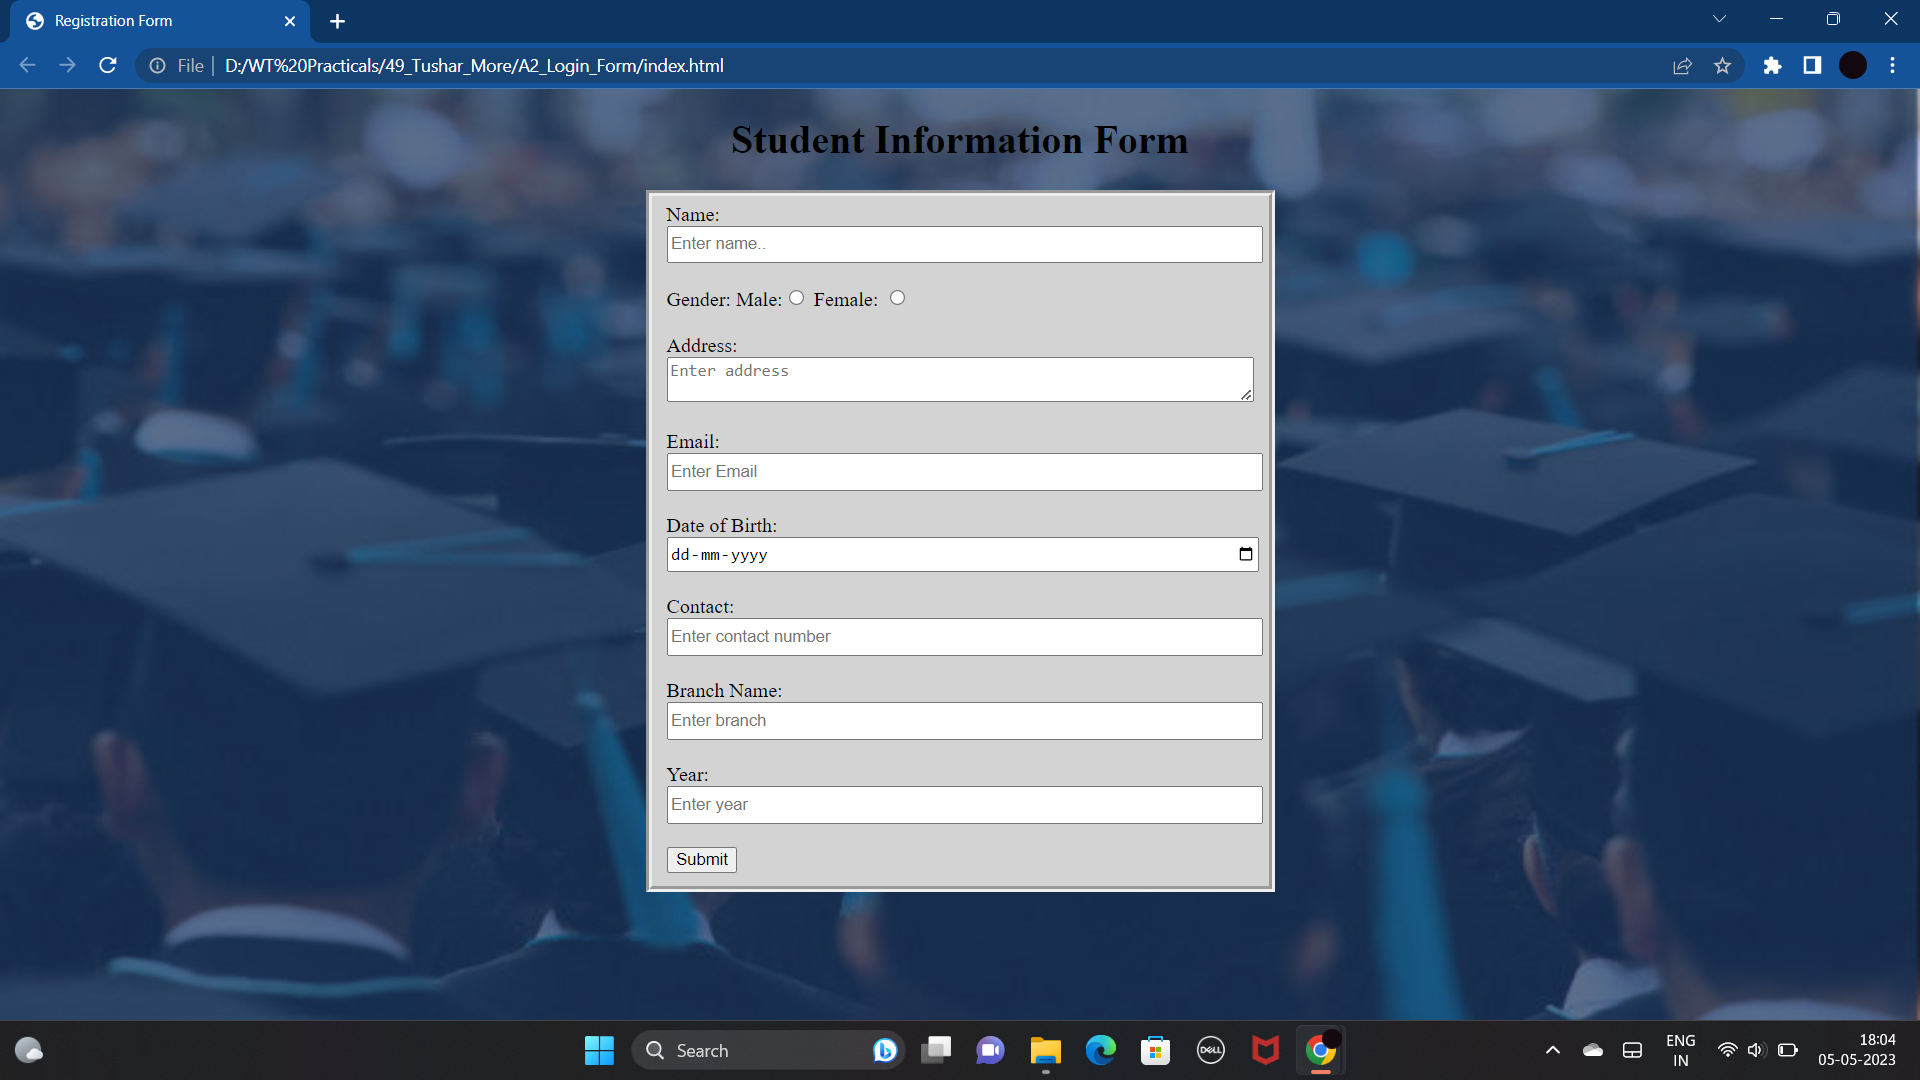 Registration Form
File
D:/WT%20Practicals/49_Tushar_More/A2_Login_Form/index.html
Student Information Form
Name:
Enter name..
Gender: Male: Female:
Address:
Enter address
Email:
Enter Email
Date of Birth:
dd-mm-yyyy
Contact:
Enter contact number
Branch Name:
Enter branch
Year:
Enter year
Submit
Search
DELL
ENG
IN
18:04
05-05-2023